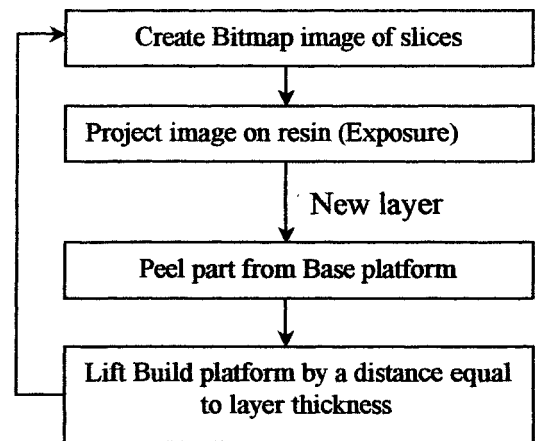 Create Bitmap image of slices
Project image on resin (Exposure)
New layer
Peel part from Base platform
Lift Build platform by a distance equal
to layer thickness